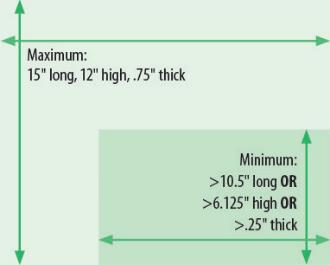 Maximum:
15" long, 12" high, .75" thick
Minimum:
>10.5" long OR
>6.125" high OR
>.25" thick